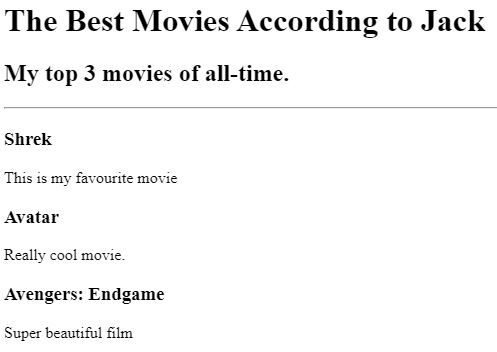 The Best Movies According to Jack
My top 3 movies of all-time.
Shrek
This is my favourite movie
Avatar
Really cool movie.
Avengers: Endgame
Super beautiful film